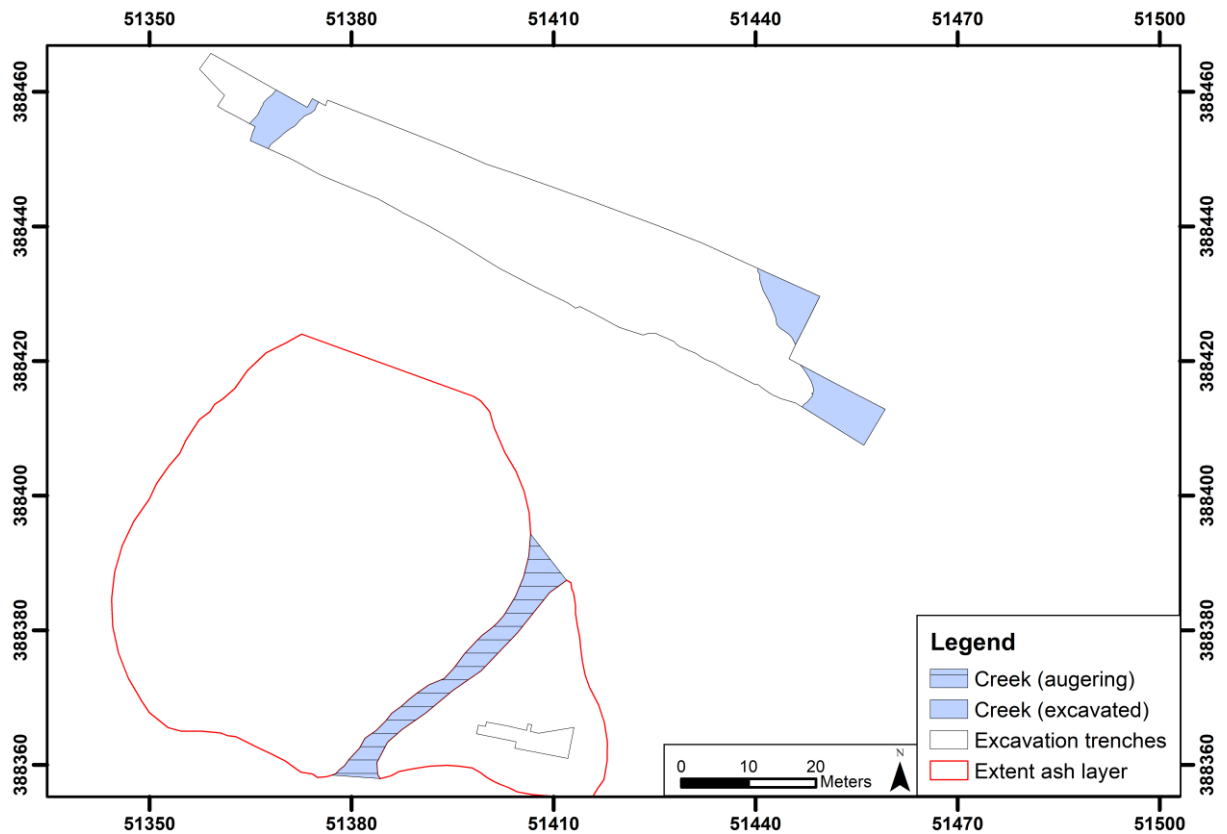 51350 51380 51410 51440 51470 51500
388460 388460
388440 388440
388420 388420
388400 388400
388380 388380
388360 388360
Legend
Creek (augering)
Creek (excavated)
Excavation trenches
Extent ash layer
N
0 10 20
Meters
51350 51380 51410 51440 51470 51500